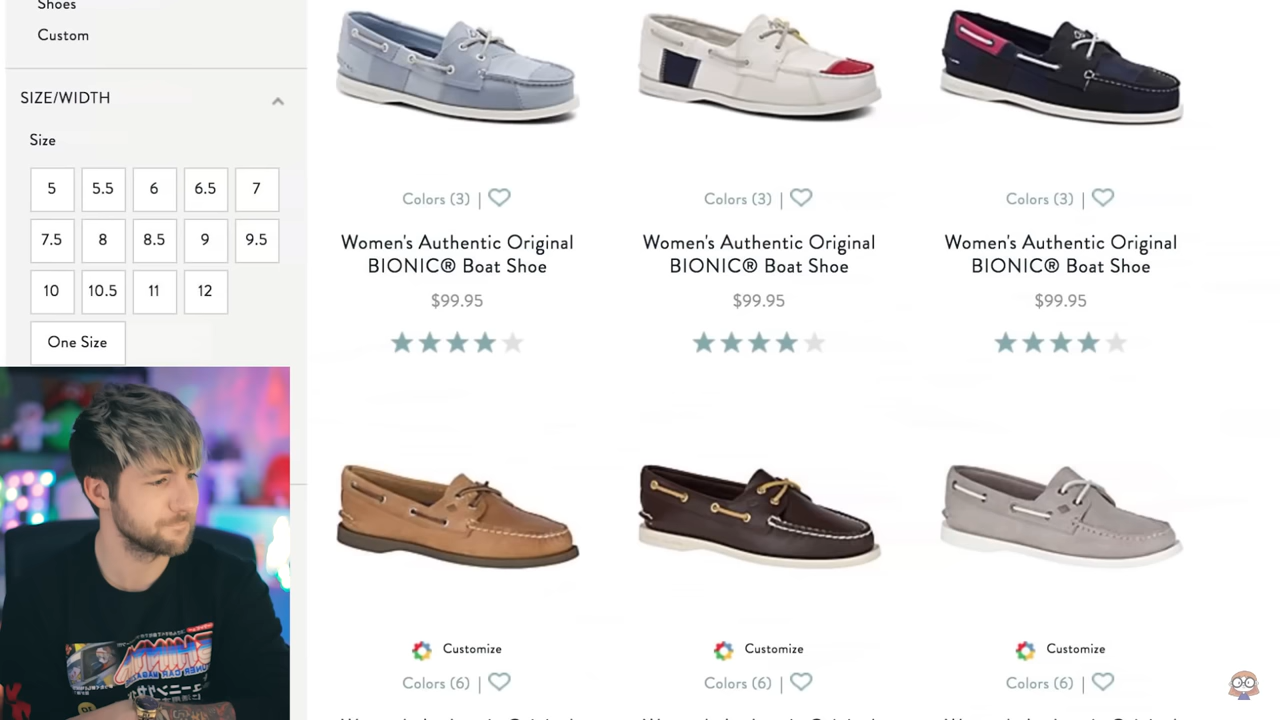 Shoes
Custom
SIZE/WIDTH
Size
5 5.5 6 6.5 7
7.5 8 8.5 9 9.5
10 10.5 11 12
One Size
Colors (3) | Colors (3) | Colors (3) |
Women's Authentic Original Women's Authentic Original Women's Authentic Original
BIONIC® Boat Shoe BIONIC® Boat Shoe BIONIC® Boat Shoe
$99.95 $99.95 $99.95
Customize Customize Customize
Colors (6) | Colors (6) | Colors (6) |